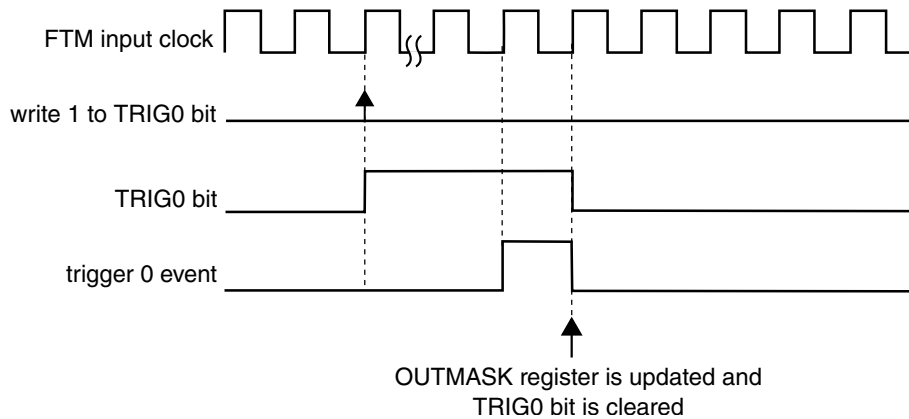 FTM input clock
write 1 to TRIG0 bit
TRIG0 bit
trigger 0 event
OUTMASK register is updated and
TRIG0 bit is cleared